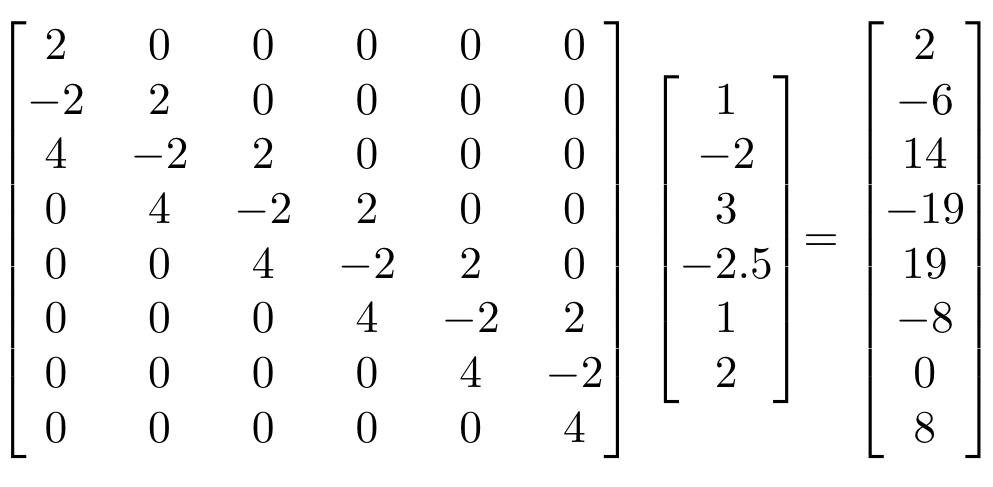 2 0 0 0 0 0 2
−2 2 0 0 0 0 1 −6
4 −2 2 0 0 0 −2 14
0 4 −2 2 0 0 3 −19
0 0 4 −2 2 0 −2.5 = 19
0 0 0 4 −2 2 1 −8
0 0 0 0 4 −2 2 0
0 0 0 0 0 4 8